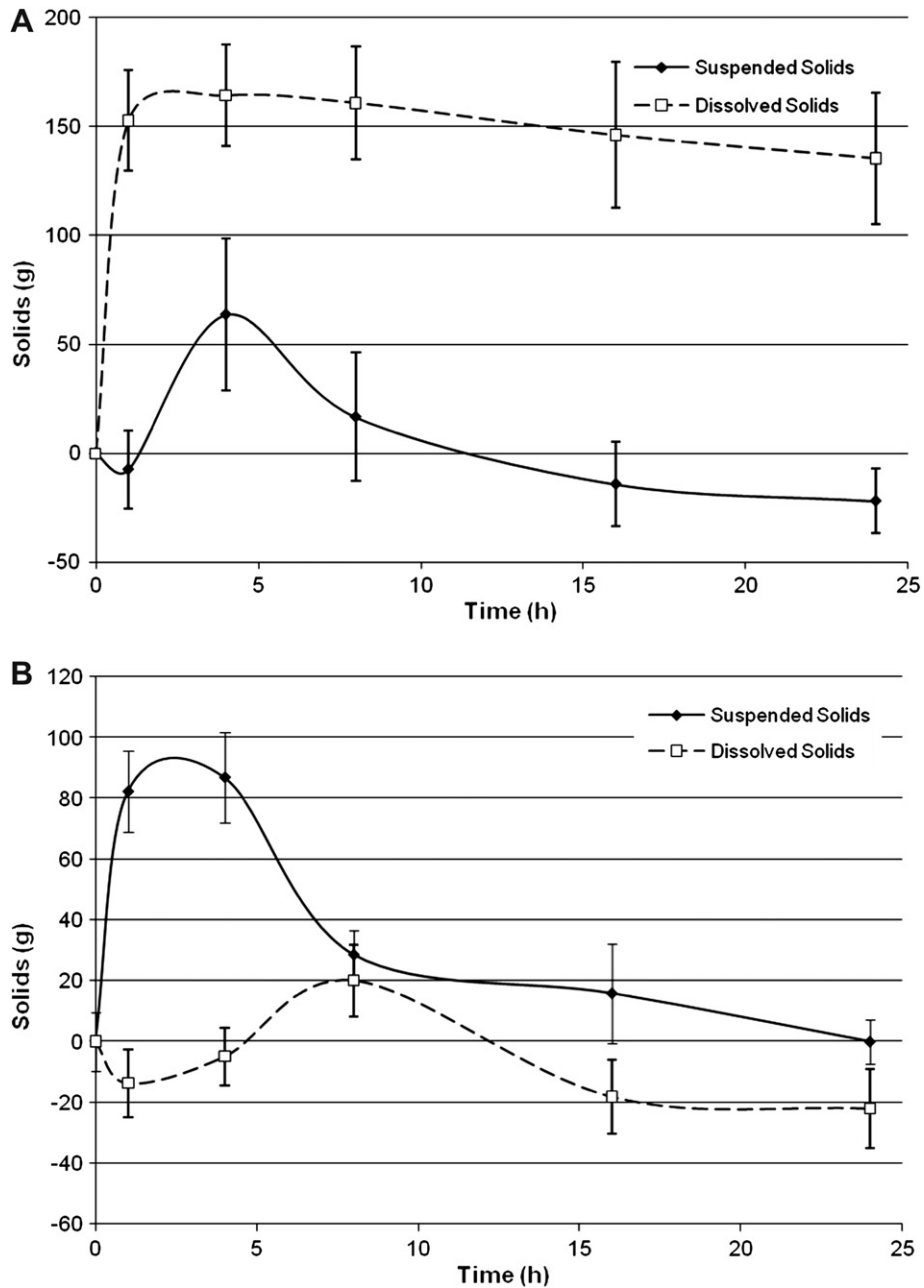 A
200
150
100
50
0
-50
Solids (g)
Suspended Solids
Dissolved Solids
0 5 10 15 20 25
Time (h)
B
120
100
80
60
40
20
0
-20
-40
-60
Solids (g)
Suspended Solids
Dissolved Solids
0 5 10 15 20 25
Time (h)